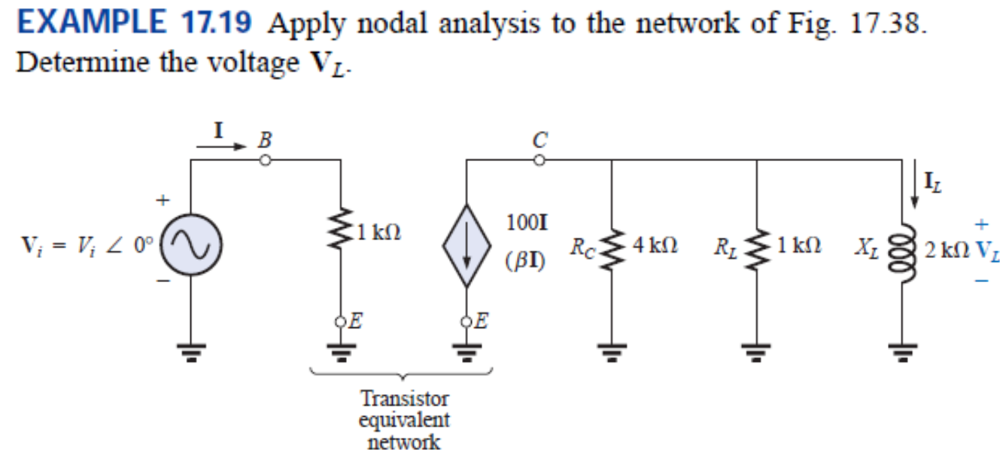 EXAMPLE 17.19 Apply nodal analysis to the network of Fig. 17.38.
Determine the voltage V_L.
I
B
C
I_L
+
V_i = V_i ∠ 0°
−
1 kΩ
100I
(βI)
R_C
4 kΩ
R_L
1 kΩ
X_L
2 kΩ
+
V_L
−
E
E
Transistor
equivalent
network